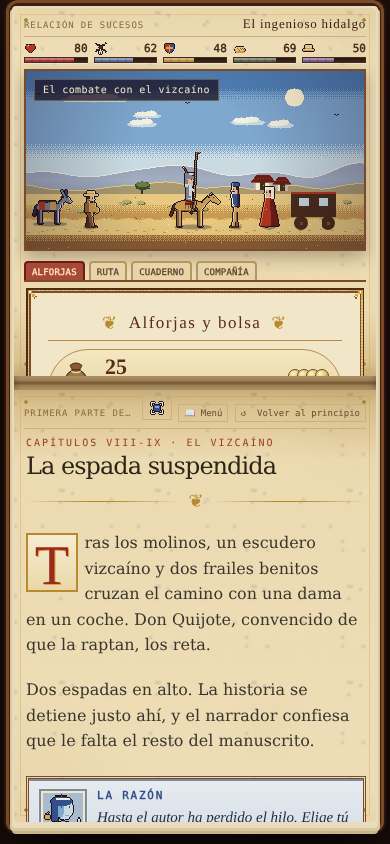 RELACIÓN DE SUCESOS
El ingenioso hidalgo
80 62 48 69 50
El combate con el vizcaíno
ALFORJAS RUTA CUADERNO COMPAÑÍA
Alforjas y bolsa
25
PRIMERA PARTE DE… Menú Volver al principio
CAPÍTULOS VIII-IX · EL VIZCAÍNO
La espada suspendida
Tras los molinos, un escudero
vizcaíno y dos frailes benitos
cruzan el camino con una dama
en un coche. Don Quijote, convencido de
que la raptan, los reta.
Dos espadas en alto. La historia se
detiene justo ahí, y el narrador confiesa
que le falta el resto del manuscrito.
LA RAZÓN
Hasta el autor ha perdido el hilo. Elige tú